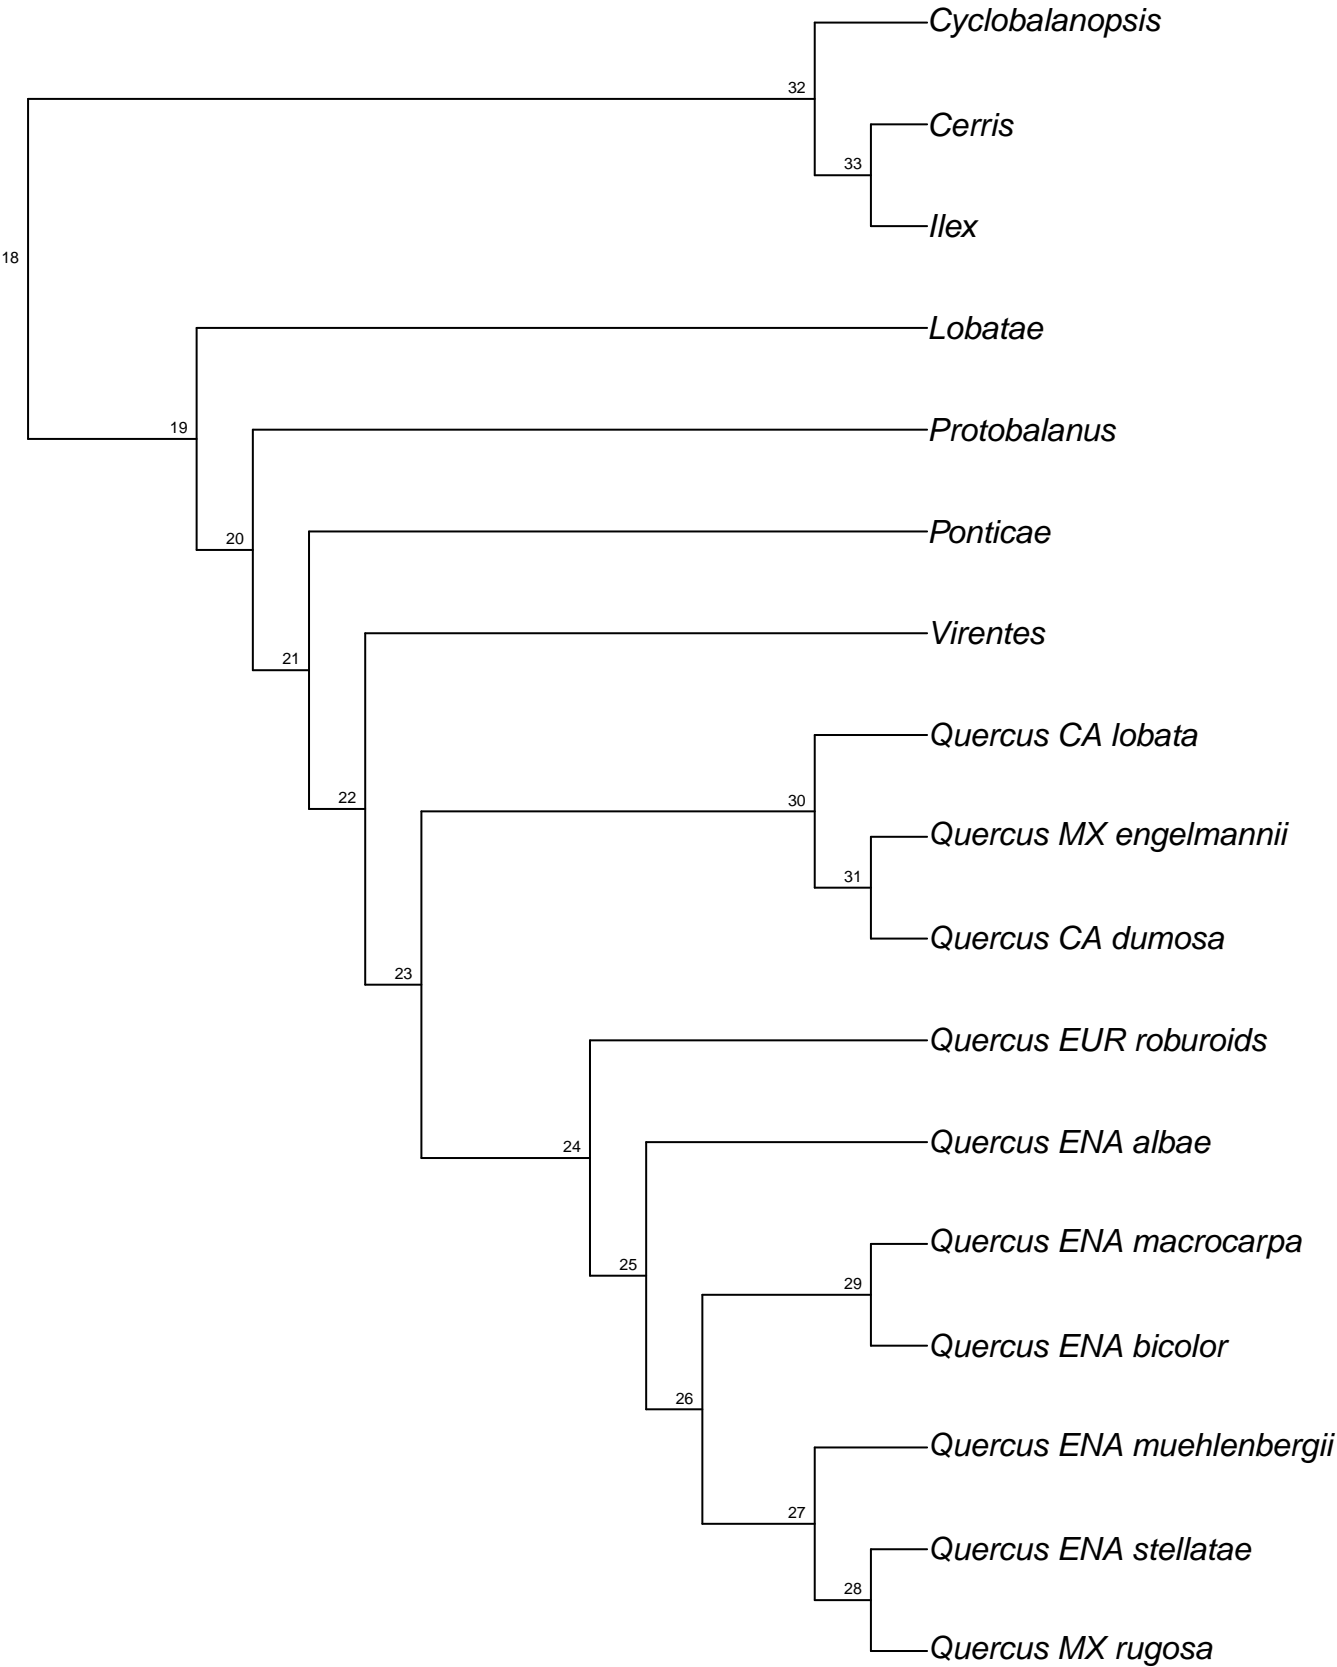 Cyclobalanopsis
32
Cerris
33
Ilex
18
Lobatae
19
Protobalanus
20
Ponticae
21
Virentes
22
Quercus CA lobata
30
Quercus MX engelmannii
31
Quercus CA dumosa
23
Quercus EUR roburoids
24
Quercus ENA albae
25
Quercus ENA macrocarpa
29
Quercus ENA bicolor
26
Quercus ENA muehlenbergii
27
Quercus ENA stellatae
28
Quercus MX rugosa